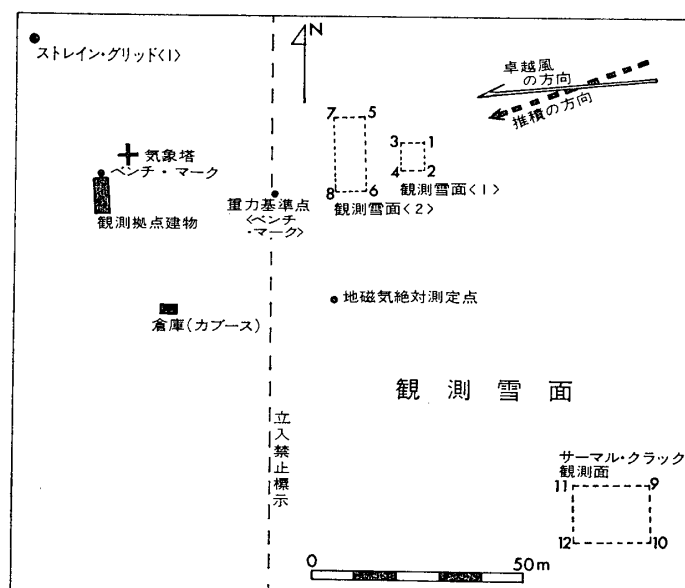 ストレイン・グリッド〈1〉
N
卓越風
の方向
推積の方向
7 5
3 1
4 2
8 6
気象塔
ベンチ・マーク
観測拠点建物
重力基準点
〈ベンチ
・マーク〉
観測雪面〈1〉
観測雪面〈2〉
地磁気絶対測定点
倉庫(カブース)
観測雪面
立入禁止標示
サーマル・クラック
観測面
11 9
12 10
0 50m